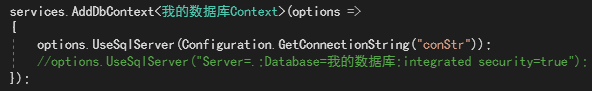 services.AddDbContext<我的数据库Context>(options =>
{
options.UseSqlServer(Configuration.GetConnectionString("conStr"));
//options.UseSqlServer("Server=.;Database=我的数据库;integrated security=true");
});